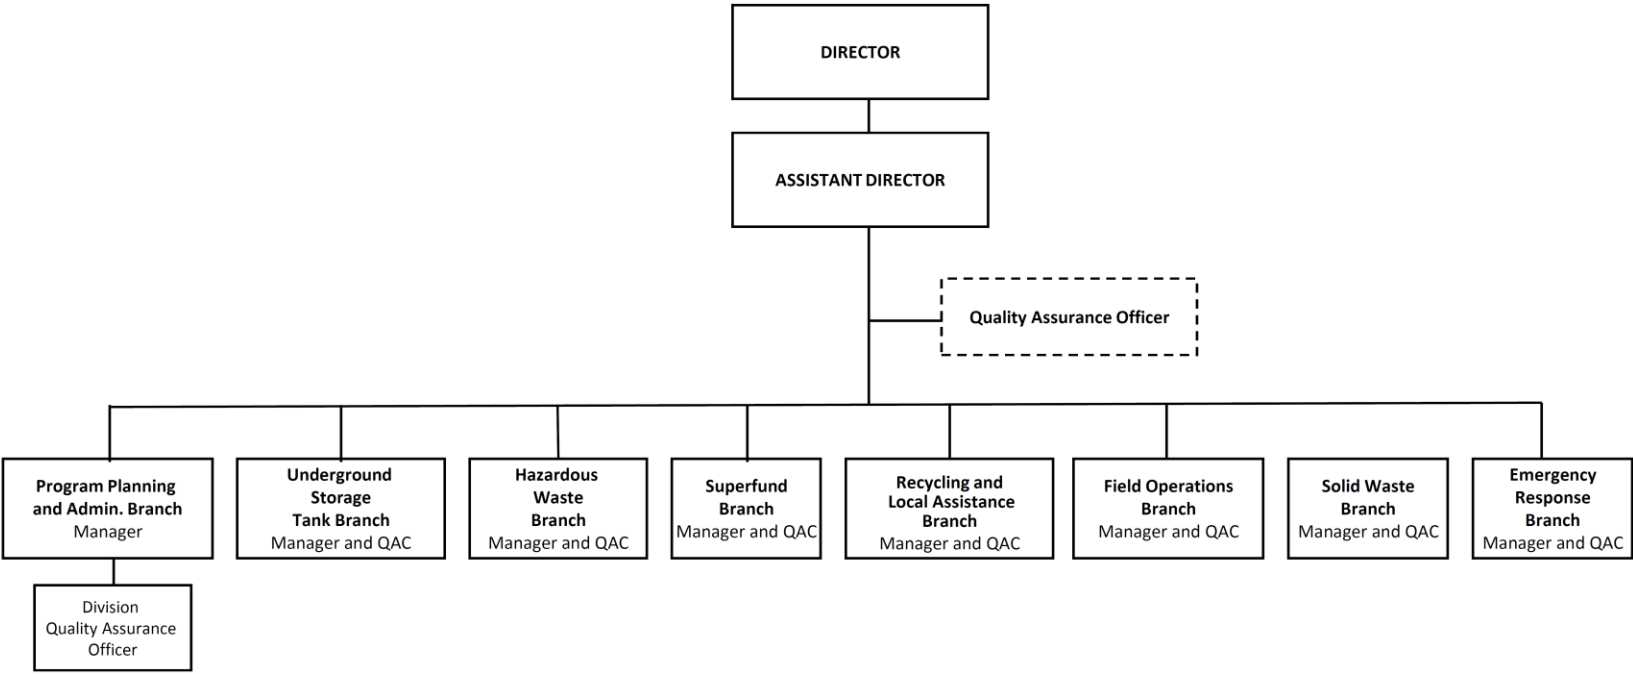 DIRECTOR
ASSISTANT DIRECTOR
Quality Assurance Officer
Program Planning
and Admin. Branch
Manager
Underground
Storage
Tank Branch
Manager and QAC
Hazardous
Waste
Branch
Manager and QAC
Superfund
Branch
Manager and QAC
Recycling and
Local Assistance
Branch
Manager and QAC
Field Operations
Branch
Manager and QAC
Solid Waste
Branch
Manager and QAC
Emergency
Response
Branch
Manager and QAC
Division
Quality Assurance
Officer